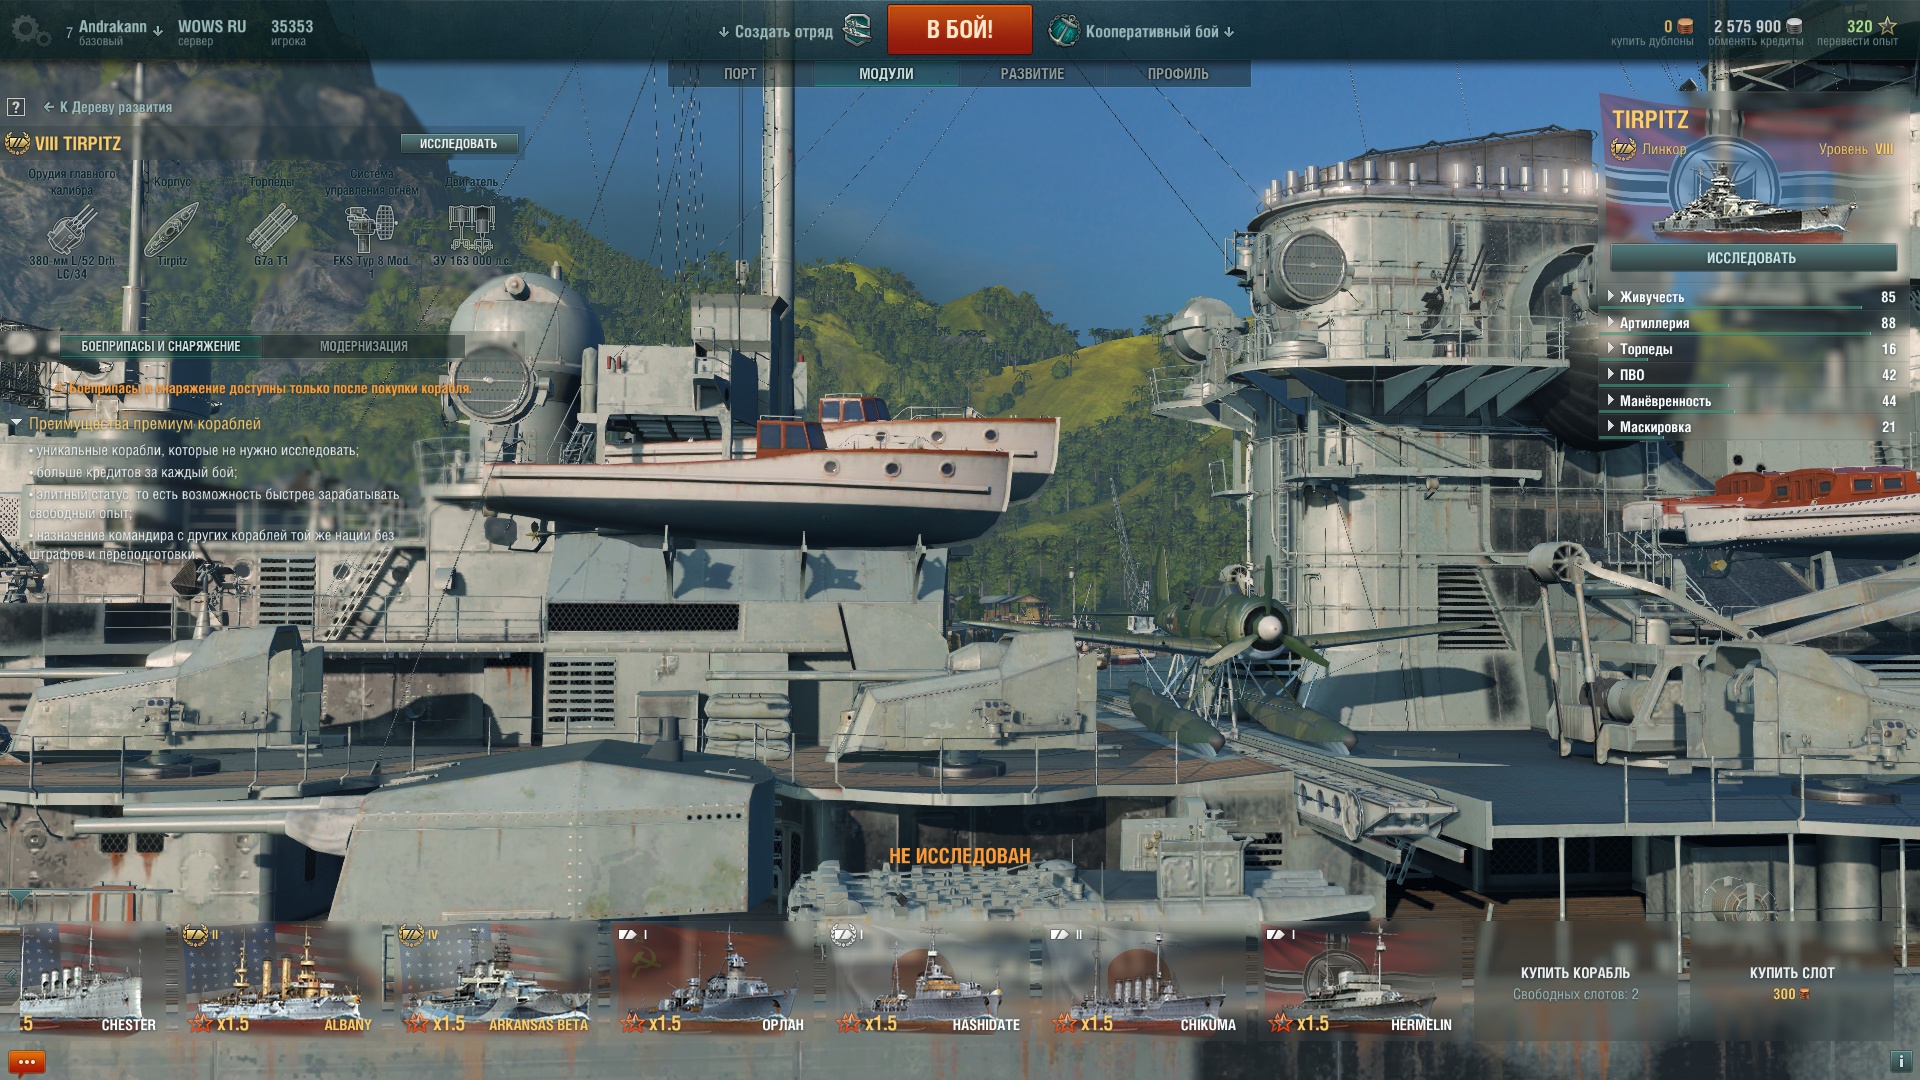 7 Andrakann
базовый
WOWS RU
сервер
35353
игрока
Создать отряд
В БОЙ!
Кооперативный бой
0
купить дублоны
2 575 900
обменять кредиты
320
перевести опыт
ПОРТ
МОДУЛИ
РАЗВИТИЕ
ПРОФИЛЬ
?
К Дереву развития
VIII TIRPITZ
ИССЛЕДОВАТЬ
Орудия главного
калибра
Корпус
Торпеды
Система
управления огнём
Двигатель
380-мм L/52 Drh
LC/34
Tirpitz
G7a T1
FKS Typ 8 Mod.
1
ЭУ 163 000 л.с.
БОЕПРИПАСЫ И СНАРЯЖЕНИЕ
МОДЕРНИЗАЦИЯ
Боеприпасы и снаряжение доступны только после покупки корабля.
Преимущества премиум кораблей
• уникальные корабли, которые не нужно исследовать;
• больше кредитов за каждый бой;
• элитный статус, то есть возможность быстрее зарабатывать
свободный опыт;
• назначение командира с других кораблей той же нации без
штрафов и переподготовки.
TIRPITZ
Линкор
Уровень VIII
ИССЛЕДОВАТЬ
Живучесть 85
Артиллерия 88
Торпеды 16
ПВО 42
Манёвренность 44
Маскировка 21
НЕ ИССЛЕДОВАН
.5
CHESTER
II
x1.5
ALBANY
IV
x1.5
ARKANSAS BETA
I
x1.5
ОРЛАН
I
x1.5
HASHIDATE
II
x1.5
CHIKUMA
I
x1.5
HERMELIN
КУПИТЬ КОРАБЛЬ
Свободных слотов: 2
КУПИТЬ СЛОТ
300
i